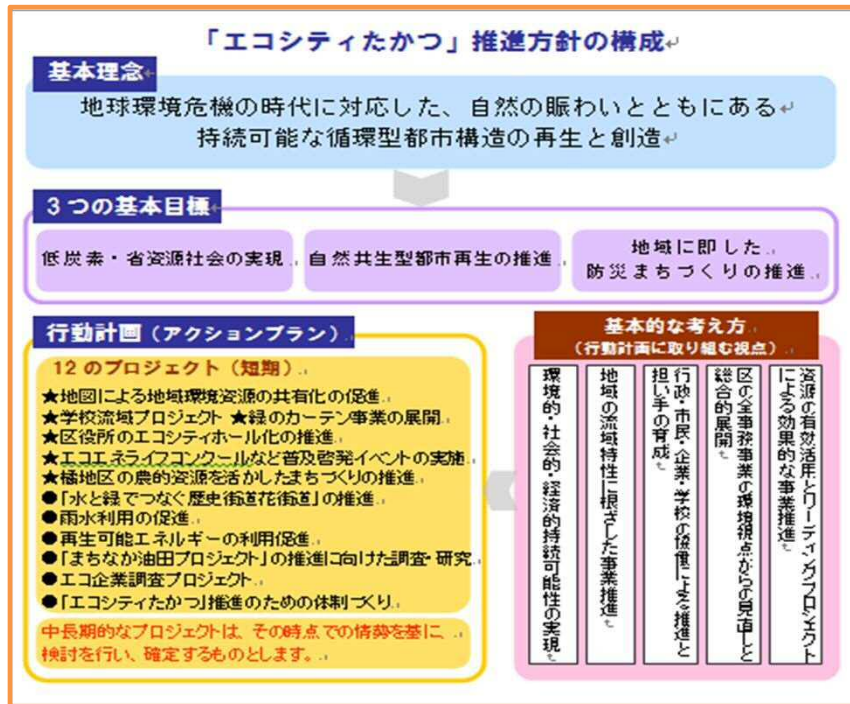 「エコシティたかつ」推進方針の構成
基本理念
地球環境危機の時代に対応した、自然の賑わいとともにある
持続可能な循環型都市構造の再生と創造
3つの基本目標
低炭素・省資源社会の実現
自然共生型都市再生の推進
地域に即した
防災まちづくりの推進
行動計画（アクションプラン）
12のプロジェクト（短期）
★地図による地域環境資源の共有化の促進
★学校流域プロジェクト ★緑のカーテン事業の展開
★区役所のエコシティホール化の推進
★エコエネライフコンクールなど普及啓発イベントの実施
★橘地区の農的資源を活かしたまちづくりの推進
●「水と緑でつなぐ歴史街道花街道」の推進
●雨水利用の促進
●再生可能エネルギーの利用促進
●「まちなか油田プロジェクト」の推進に向けた調査・研究
●エコ企業調査プロジェクト
●「エコシティたかつ」推進のための体制づくり
中長期的なプロジェクトは、その時点での情勢を基に、
検討を行い、確定するものとします。
基本的な考え方
（行動計画に取り組む視点）
資源の有効活用とリーディングプロジェクト
による効果的な事業推進
区の全事務事業の環境視点からの見直しと
総合的展開
行政・市民・企業・学校の協働による推進と
担い手の育成
地域の流域特性に根ざした事業推進
環境的・社会的・経済的持続可能性の実現